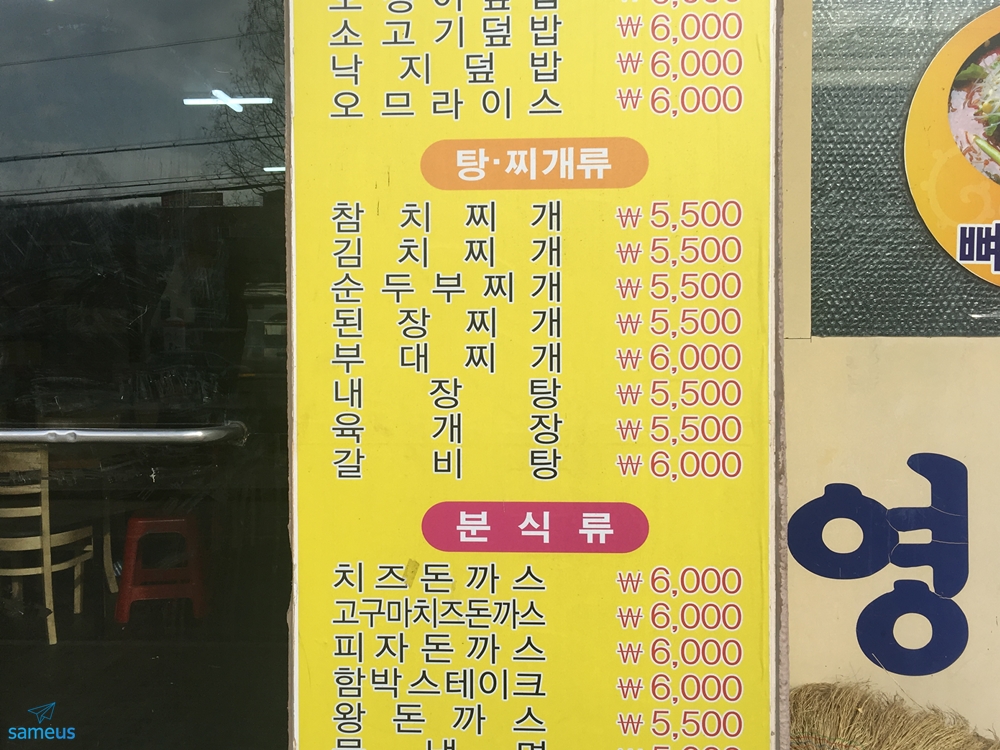 소고기덮밥 ₩6,000
낙지덮밥 ₩6,000
오므라이스 ₩6,000
탕·찌개류
참치찌개 ₩5,500
김치찌개 ₩5,500
순두부찌개 ₩5,500
된장찌개 ₩5,500
부대찌개 ₩6,000
내장탕 ₩5,500
육개장 ₩5,500
갈비탕 ₩6,000
분식류
치즈돈까스 ₩6,000
고구마치즈돈까스 ₩6,000
피자돈까스 ₩6,000
함박스테이크 ₩6,000
왕돈까스 ₩5,500
뼈
영
sameus